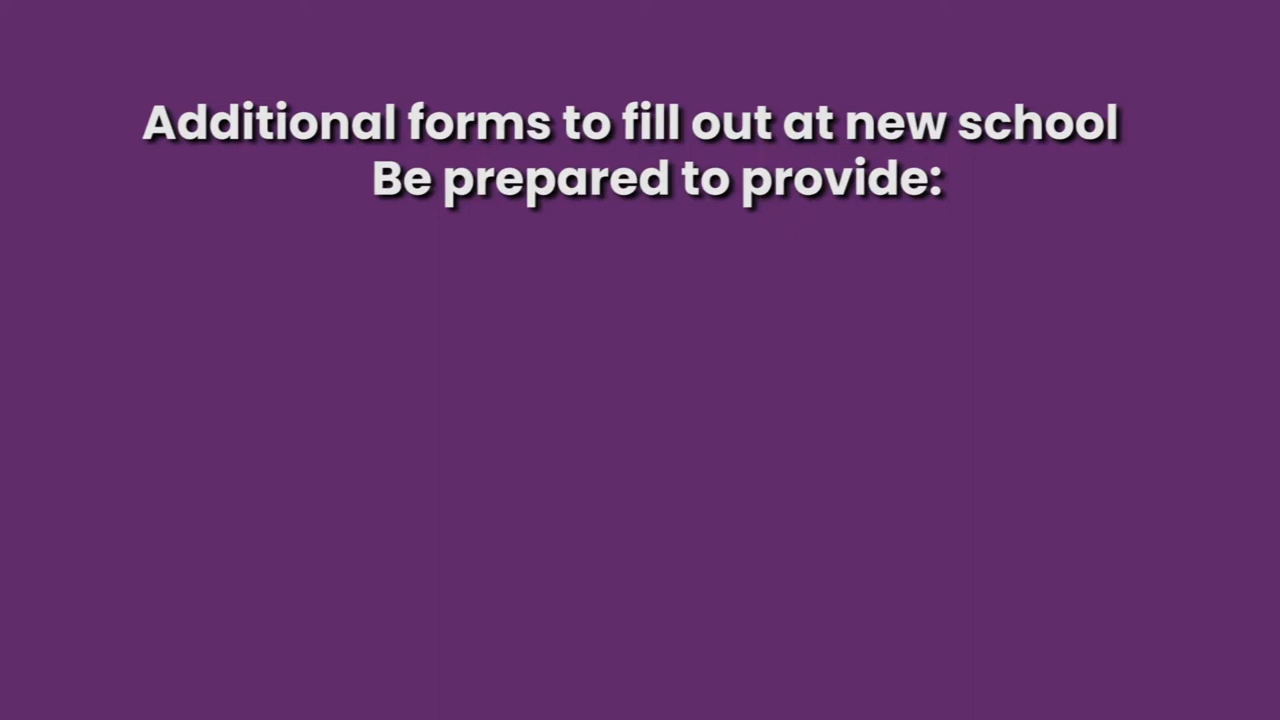 Additional forms to fill out at new school
Be prepared to provide: